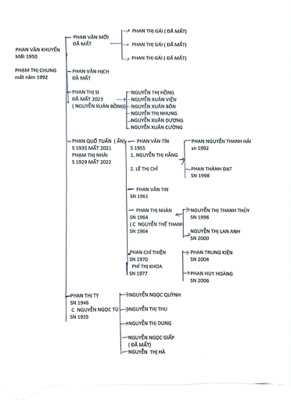 PHAN VĂN MỚI
ĐÃ MẤT
PHAN THỊ GÁI ( ĐÃ MẤT)
PHAN THỊ GÁI ( ĐÃ MẤT)
PHAN THỊ GÁI ( ĐÃ MẤT)
PHAN VĂN KHUYẾN
Mất 1950
PHẠM THỊ CHUNG
mất năm 1992
PHAN VĂN HỊCH
ĐÃ MẤT
PHAN THỊ SI
ĐÃ MẤT 2023
( NGUYỄN XUÂN BỒNG)
NGUYỄN THỊ HỒNG
NGUYỄN XUÂN VIỆN
NGUYỄN XUÂN BÔN
NGUYỄN THỊ NHUNG
NGUYỄN XUÂN DƯƠNG
NGUYỄN XUÂN CƯỜNG
PHAN QUỐC TUẤN ( ẤN)
S 1935 MẤT 2021
PHẠM THỊ NHÀI
S 1929 MẤT 2022
PHAN VĂN TÍN
S 1955
1. NGUYỄN THỊ HẰNG
2. LÊ THỊ CHỈ
PHAN NGUYỄN THANH HẢI
sn 1992
PHAN THÀNH ĐẠT
SN 1998
PHAN VĂN TIN
SN 1961
PHAN THỊ NHÀN
SN 1964
( C NGUYỄN THẾ THANH
SN 1964
NGUYỄN THỊ THANH THỦY
SN 1996
NGUYỄN THỊ LAN ANH
SN 2000
PHAN CHÍ THIỆN
SN 1970
PHÍ THỊ KHOA
SN 1977
PHAN TRUNG KIÊN
SN 2004
PHAN HUY HOÀNG
SN 2006
PHAN THỊ TY
SN 1946
C NGUYỄN NGỌC TÚ
SN 1935
NGUYỄN NGỌC QUỲNH
NGUYỄN THỊ THU
NGUYỄN THỊ DUNG
NGUYỄN NGỌC GIÁP
( ĐÃ MẤT)
NGUYỄN THỊ HÀ